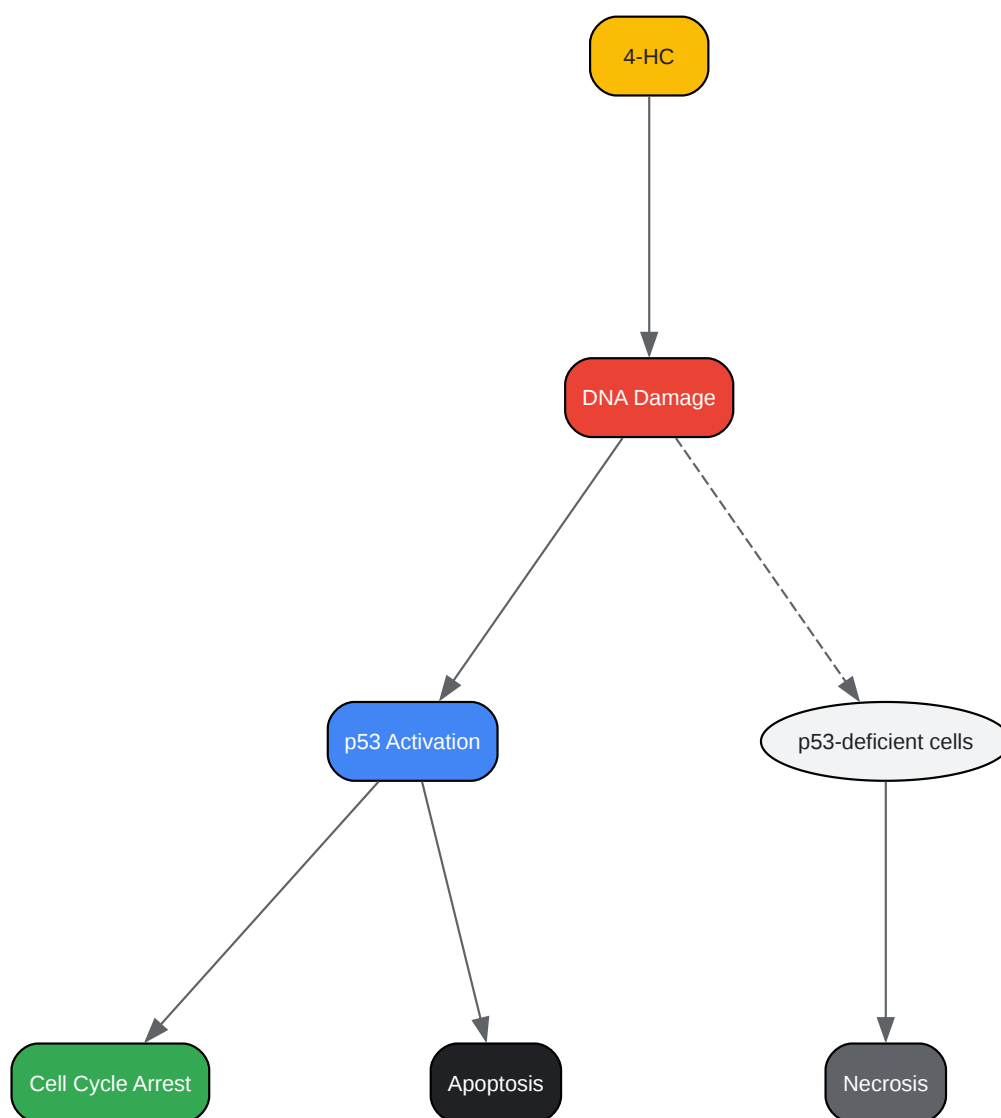 4-HC
DNA Damage
p53 Activation
p53-deficient cells
Cell Cycle Arrest
Apoptosis
Necrosis